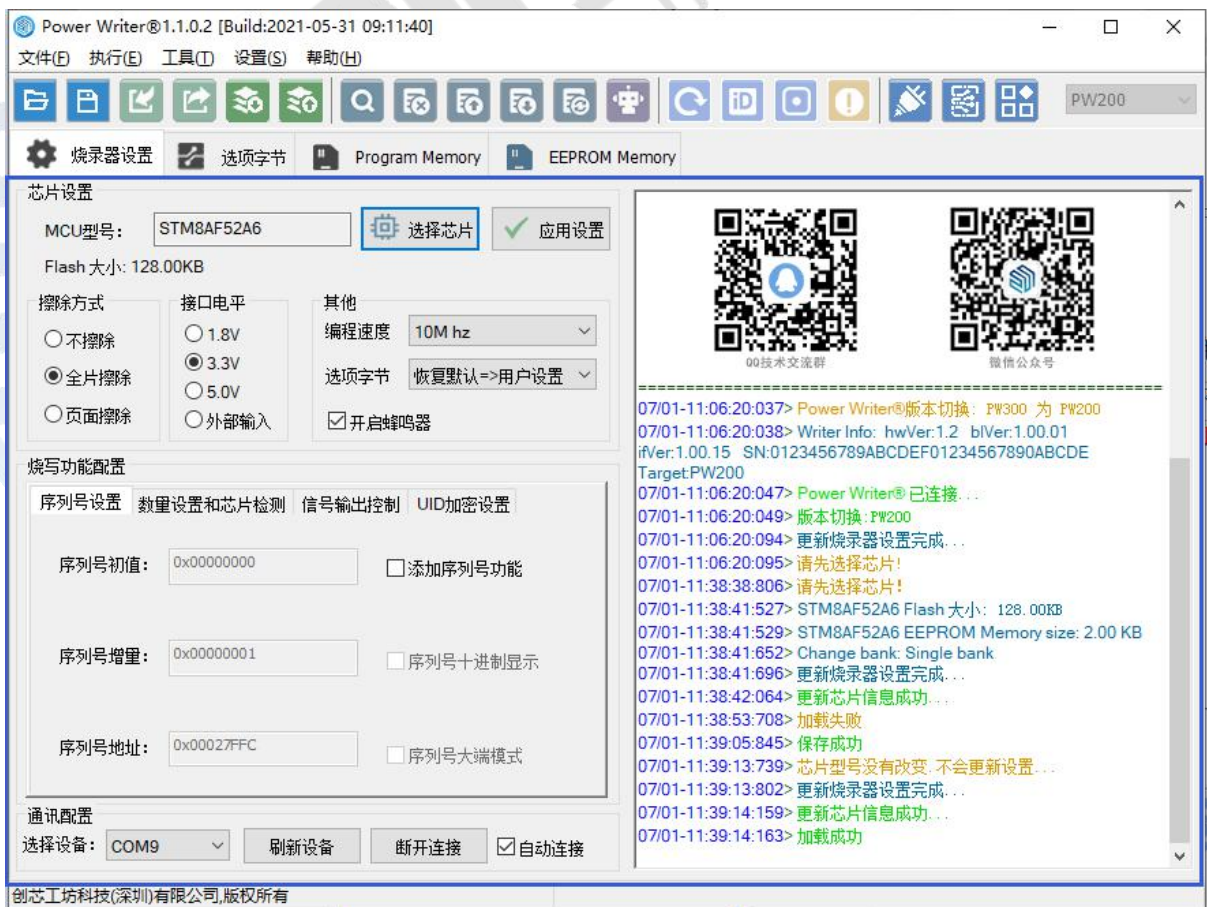 Power Writer®1.1.0.2 [Build:2021-05-31 09:11:40]
文件(F) 执行(E) 工具(T) 设置(S) 帮助(H)
iD PW200
烧录器设置 选项字节 Program Memory EEPROM Memory
芯片设置
MCU型号: STM8AF52A6 选择芯片 应用设置
Flash 大小: 128.00KB
擦除方式 接口电平 其他
不擦除 1.8V 编程速度 10M hz
全片擦除 3.3V 选项字节 恢复默认=>用户设置
5.0V
页面擦除 外部输入 开启蜂鸣器
烧写功能配置
序列号设置 数量设置和芯片检测 信号输出控制 UID加密设置
序列号初值: 0x00000000 添加序列号功能
序列号增量: 0x00000001 序列号十进制显示
序列号地址: 0x00027FFC 序列号大端模式
通讯配置
选择设备: COM9 刷新设备 断开连接 自动连接
QQ技术交流群 微信公众号
==================================================
07/01-11:06:20:037> Power Writer®版本切换: PW300 为 PW200
07/01-11:06:20:038> Writer Info: hwVer:1.2 blVer:1.00.01
ifVer:1.00.15 SN:0123456789ABCDEF01234567890ABCDE
Target:PW200
07/01-11:06:20:047> Power Writer® 已连接...
07/01-11:06:20:049> 版本切换:PW200
07/01-11:06:20:094> 更新烧录器设置完成...
07/01-11:06:20:095> 请先选择芯片!
07/01-11:38:38:806> 请先选择芯片!
07/01-11:38:41:527> STM8AF52A6 Flash 大小: 128.00KB
07/01-11:38:41:529> STM8AF52A6 EEPROM Memory size: 2.00 KB
07/01-11:38:41:652> Change bank: Single bank
07/01-11:38:41:696> 更新烧录器设置完成...
07/01-11:38:42:064> 更新芯片信息成功...
07/01-11:38:53:708> 加载失败
07/01-11:39:05:845> 保存成功
07/01-11:39:13:739> 芯片型号没有改变.不会更新设置...
07/01-11:39:13:802> 更新烧录器设置完成...
07/01-11:39:14:159> 更新芯片信息成功...
07/01-11:39:14:163> 加载成功
创芯工坊科技(深圳)有限公司,版权所有